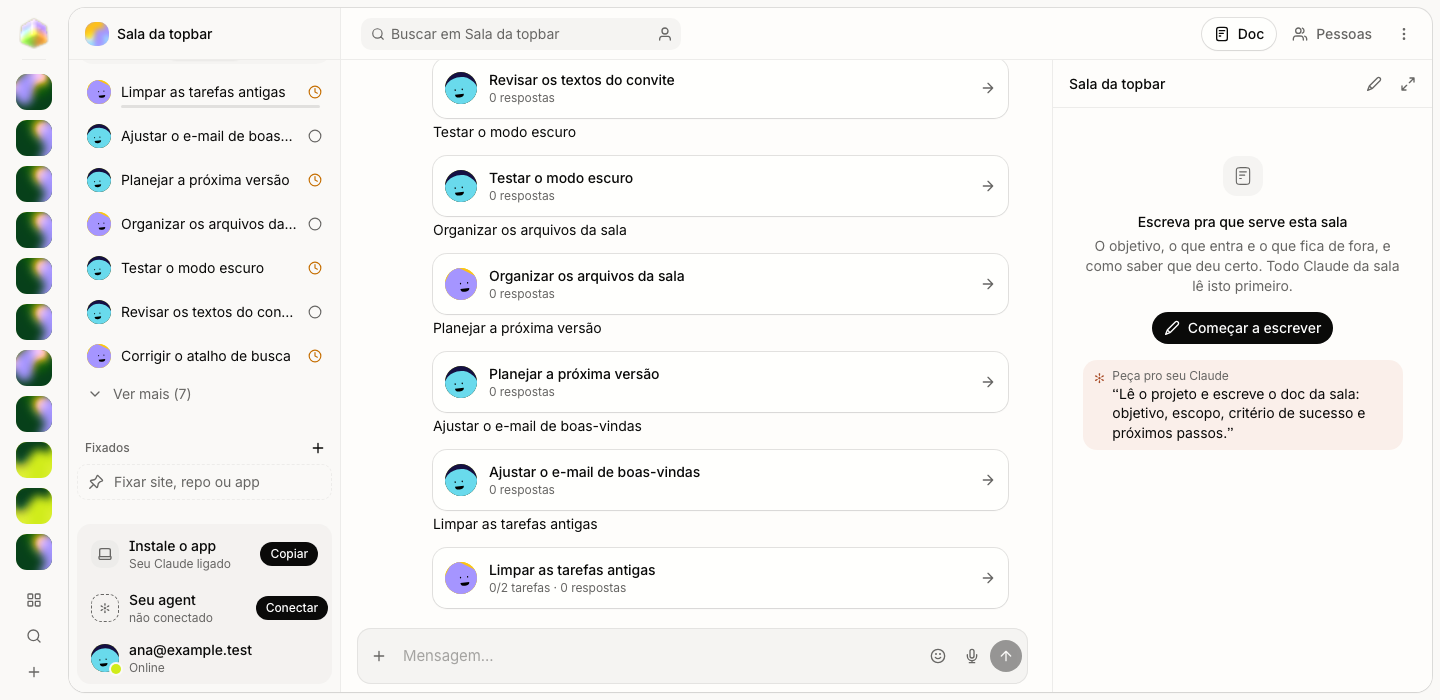 Sala da topbar
Buscar em Sala da topbar
Doc
Pessoas
Limpar as tarefas antigas
Ajustar o e-mail de boas...
Planejar a próxima versão
Organizar os arquivos da...
Testar o modo escuro
Revisar os textos do con...
Corrigir o atalho de busca
Ver mais (7)
Fixados
Fixar site, repo ou app
Instale o app
Seu Claude ligado
Copiar
Seu agent
não conectado
Conectar
ana@example.test
Online
Revisar os textos do convite
0 respostas
Testar o modo escuro
Testar o modo escuro
0 respostas
Organizar os arquivos da sala
Organizar os arquivos da sala
0 respostas
Planejar a próxima versão
Planejar a próxima versão
0 respostas
Ajustar o e-mail de boas-vindas
Ajustar o e-mail de boas-vindas
0 respostas
Limpar as tarefas antigas
Limpar as tarefas antigas
0/2 tarefas · 0 respostas
Mensagem...
Sala da topbar
Escreva pra que serve esta sala
O objetivo, o que entra e o que fica de fora, e
como saber que deu certo. Todo Claude da sala
lê isto primeiro.
Começar a escrever
Peça pro seu Claude
“Lê o projeto e escreve o doc da sala:
objetivo, escopo, critério de sucesso e
próximos passos.”